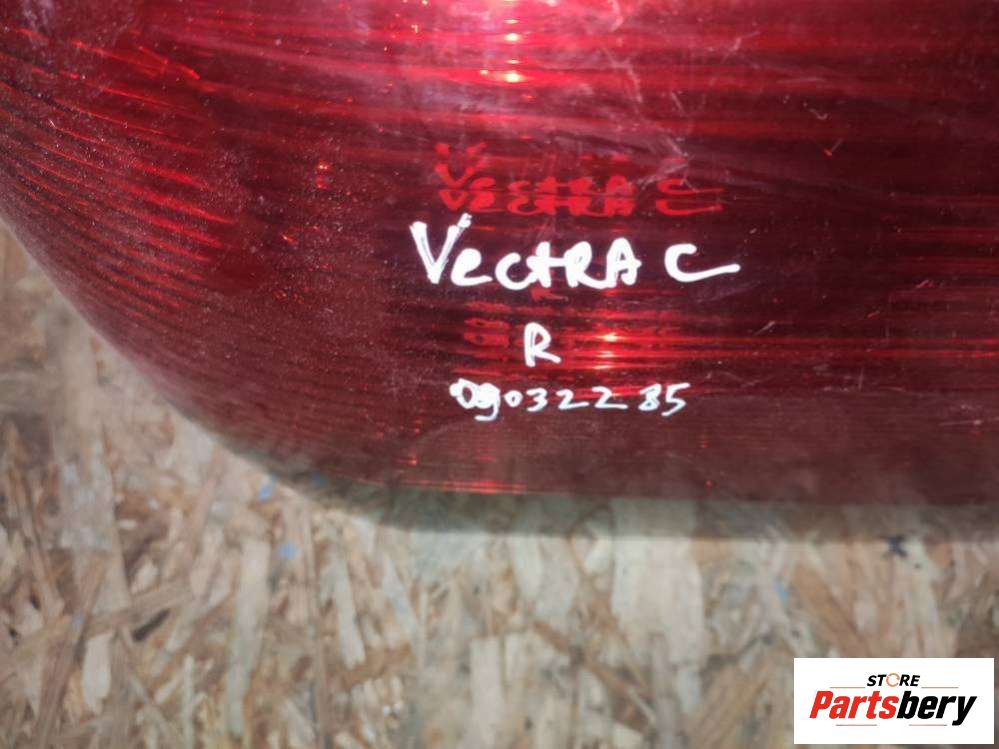 VectRA C
R
09032285
STORE
Partsbery